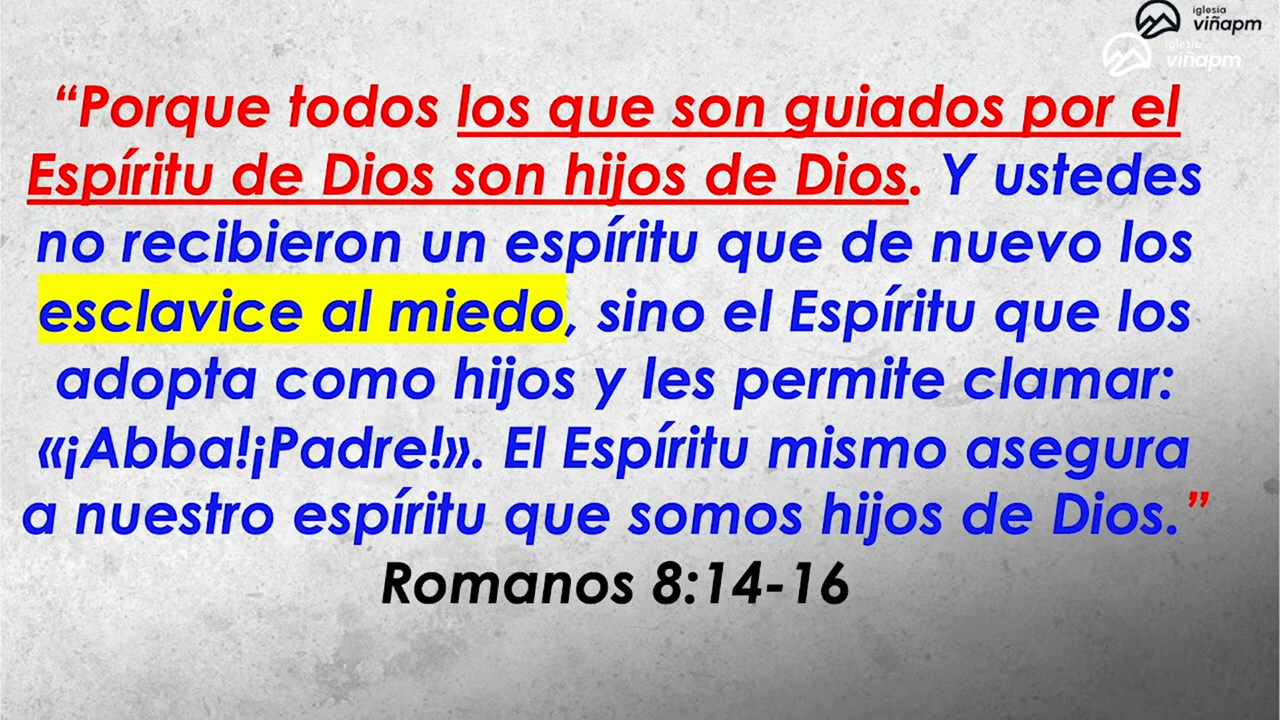 iglesia
viñapm
iglesia
viñapm
“Porque todos los que son guiados por el
Espíritu de Dios son hijos de Dios. Y ustedes
no recibieron un espíritu que de nuevo los
esclavice al miedo, sino el Espíritu que los
adopta como hijos y les permite clamar:
«¡Abba!¡Padre!». El Espíritu mismo asegura
a nuestro espíritu que somos hijos de Dios.”
Romanos 8:14-16